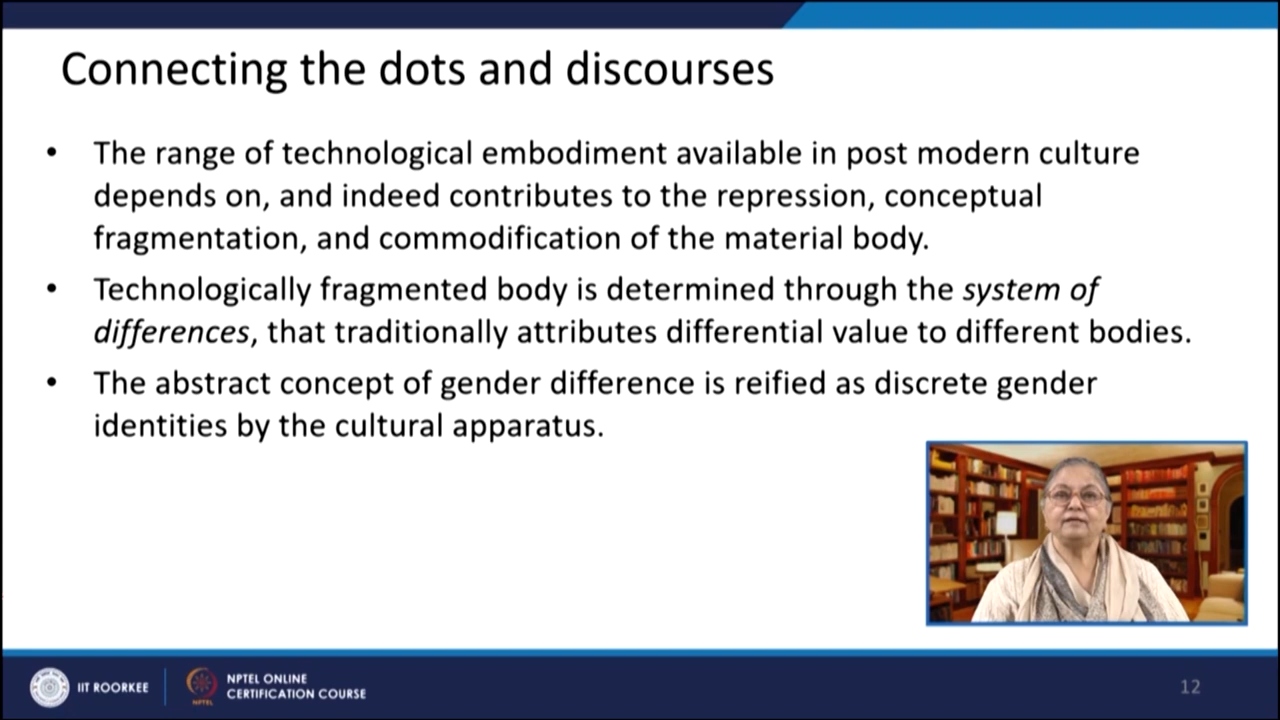 Connecting the dots and discourses
• The range of technological embodiment available in post modern culture
depends on, and indeed contributes to the repression, conceptual
fragmentation, and commodification of the material body.
• Technologically fragmented body is determined through the system of
differences, that traditionally attributes differential value to different bodies.
• The abstract concept of gender difference is reified as discrete gender
identities by the cultural apparatus.
IIT ROORKEE
NPTEL
NPTEL ONLINE
CERTIFICATION COURSE
12